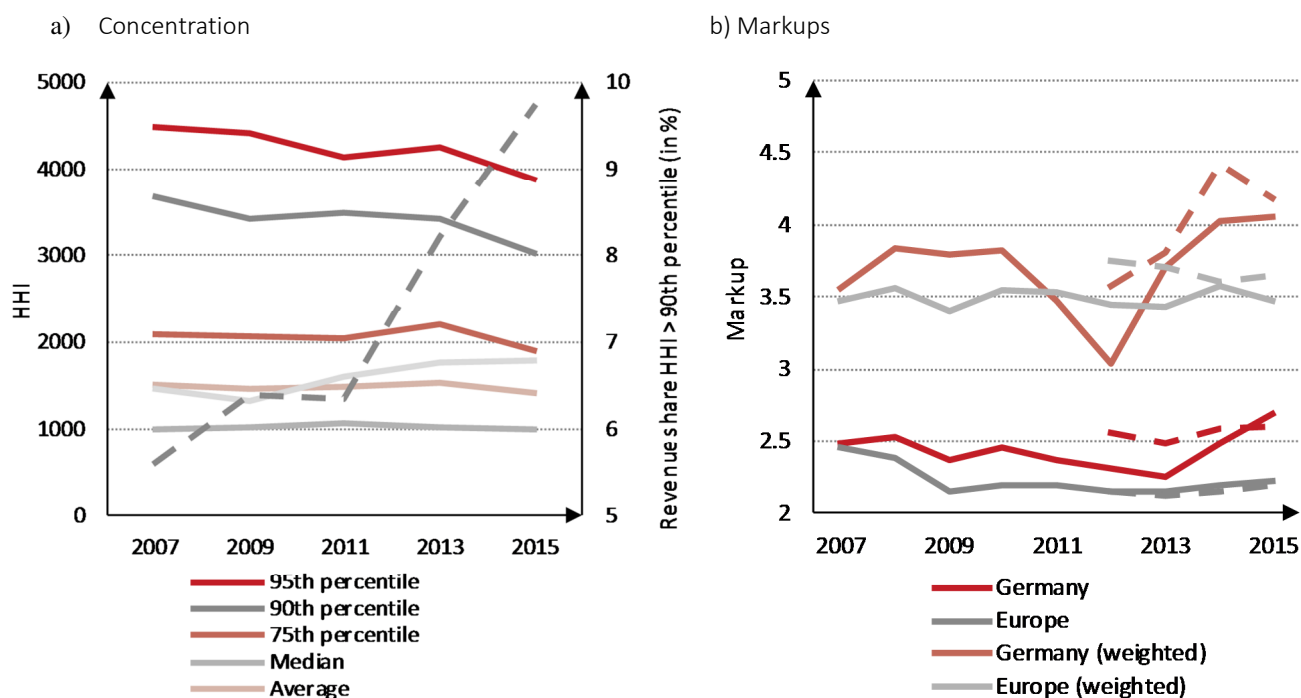 a) Concentration
5000
4000
3000
2000
1000
0
HHI
10
9
8
7
6
5
Revenue share HHI > 90th percentile (in %)
2007 2009 2011 2013 2015
95th percentile
90th percentile
75th percentile
Median
Average
b) Markups
5
4.5
4
3.5
3
2.5
2
Markup
2007 2009 2011 2013 2015
Germany
Europe
Germany (weighted)
Europe (weighted)